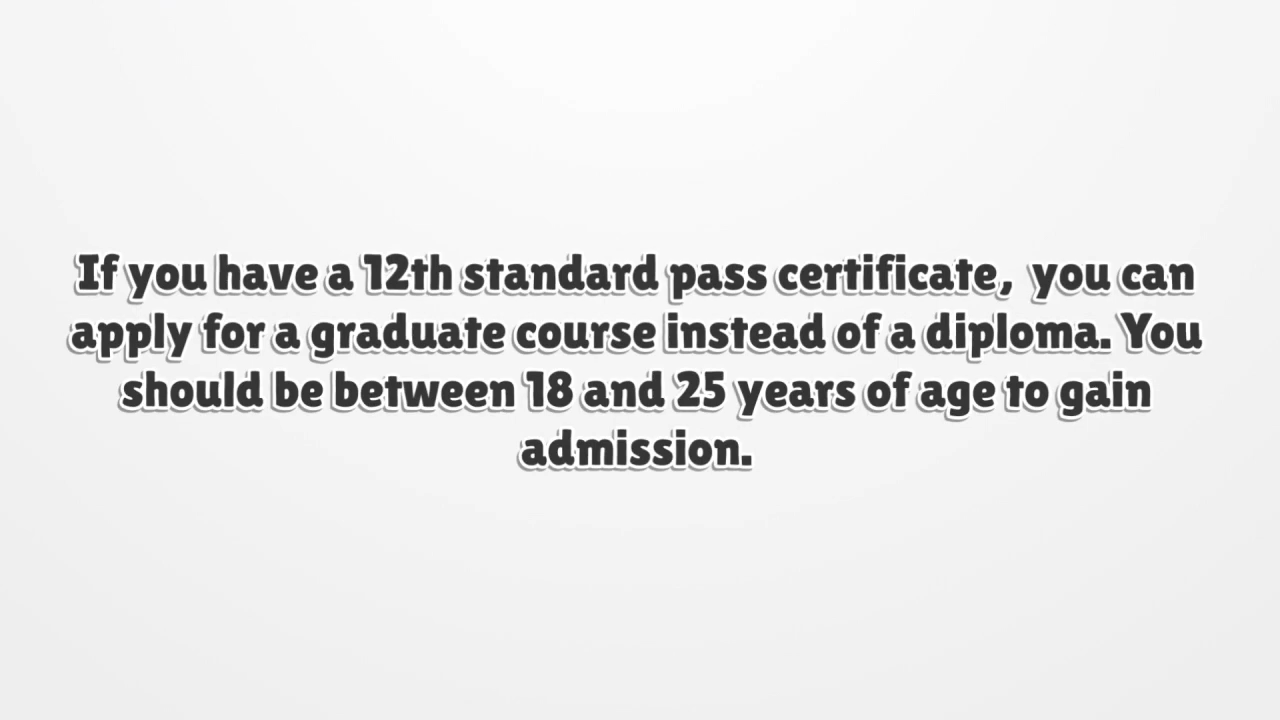 If you have a 12th standard pass certificate, you can
apply for a graduate course instead of a diploma. You
should be between 18 and 25 years of age to gain
admission.